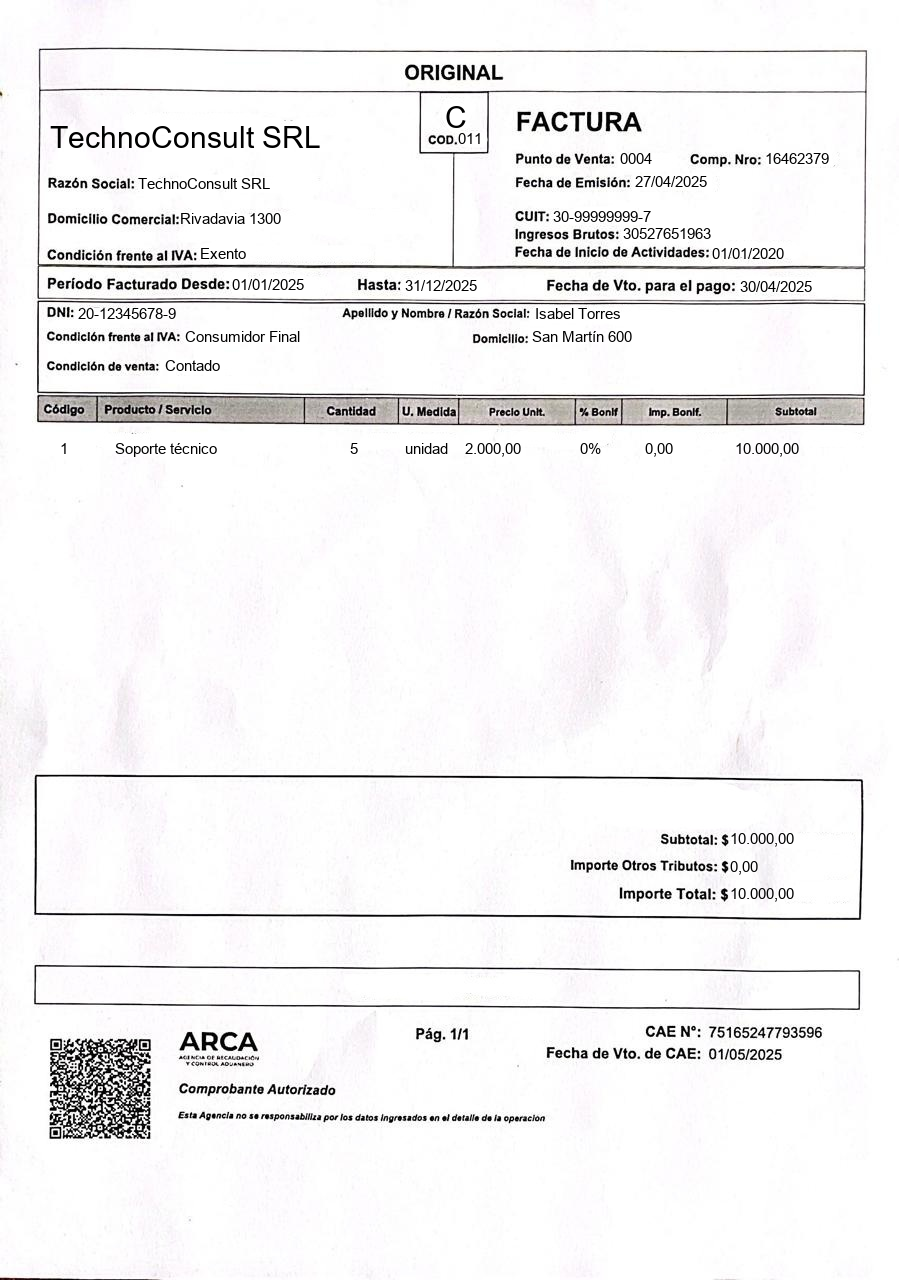 ORIGINAL
TechnoConsult SRL
C
COD.011
FACTURA
Punto de Venta: 0004 Comp. Nro: 16462379
Razón Social: TechnoConsult SRL
Fecha de Emisión: 27/04/2025
Domicilio Comercial:Rivadavia 1300
CUIT: 30-99999999-7
Ingresos Brutos: 30527651963
Condición frente al IVA: Exento
Fecha de Inicio de Actividades: 01/01/2020
Período Facturado Desde: 01/01/2025 Hasta: 31/12/2025 Fecha de Vto. para el pago: 30/04/2025
DNI: 20-12345678-9 Apellido y Nombre / Razón Social: Isabel Torres
Condición frente al IVA: Consumidor Final Domicilio: San Martín 600
Condición de venta: Contado
Código Producto / Servicio Cantidad U. Medida Precio Unit. % Bonif Imp. Bonif. Subtotal
1 Soporte técnico 5 unidad 2.000,00 0% 0,00 10.000,00
Subtotal: $10.000,00
Importe Otros Tributos: $0,00
Importe Total: $10.000,00
ARCA
AGENCIA DE RECAUDACIÓN
Y CONTROL ADUANERO
Pág. 1/1
CAE N°: 75165247793596
Fecha de Vto. de CAE: 01/05/2025
Comprobante Autorizado
Esta Agencia no se responsabiliza por los datos ingresados en el detalle de la operación